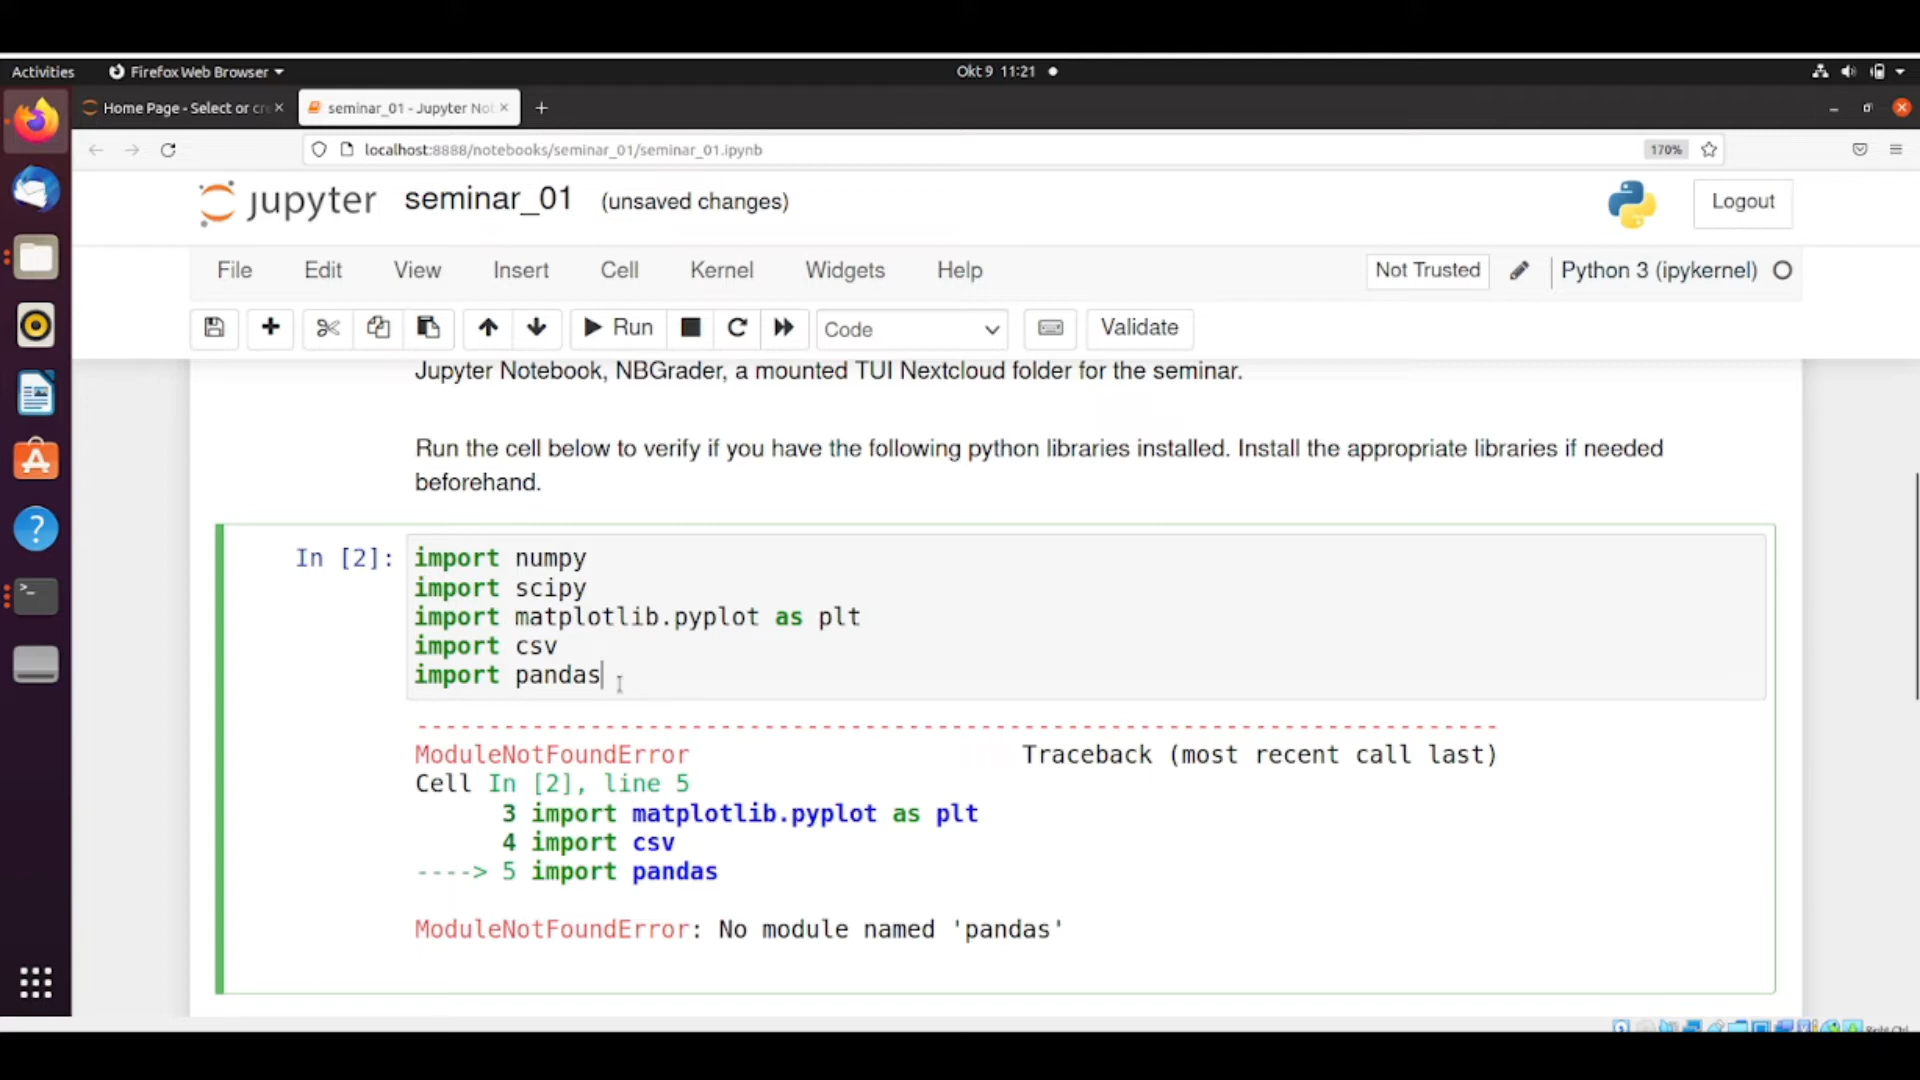 Activities Firefox Web Browser Okt 9 11:21
Home Page - Select or cr seminar_01 - Jupyter No
localhost:8888/notebooks/seminar_01/seminar_01.ipynb 170%
jupyter seminar_01 (unsaved changes) Logout
File Edit View Insert Cell Kernel Widgets Help Not Trusted Python 3 (ipykernel)
Run Code Validate
Jupyter Notebook, NBGrader, a mounted TUI Nextcloud folder for the seminar.
Run the cell below to verify if you have the following python libraries installed. Install the appropriate libraries if needed
beforehand.
In [2]: import numpy
import scipy
import matplotlib.pyplot as plt
import csv
import pandas
---------------------------------------------------------------------------
ModuleNotFoundError Traceback (most recent call last)
Cell In [2], line 5
3 import matplotlib.pyplot as plt
4 import csv
----> 5 import pandas
ModuleNotFoundError: No module named 'pandas'
Right Ctrl